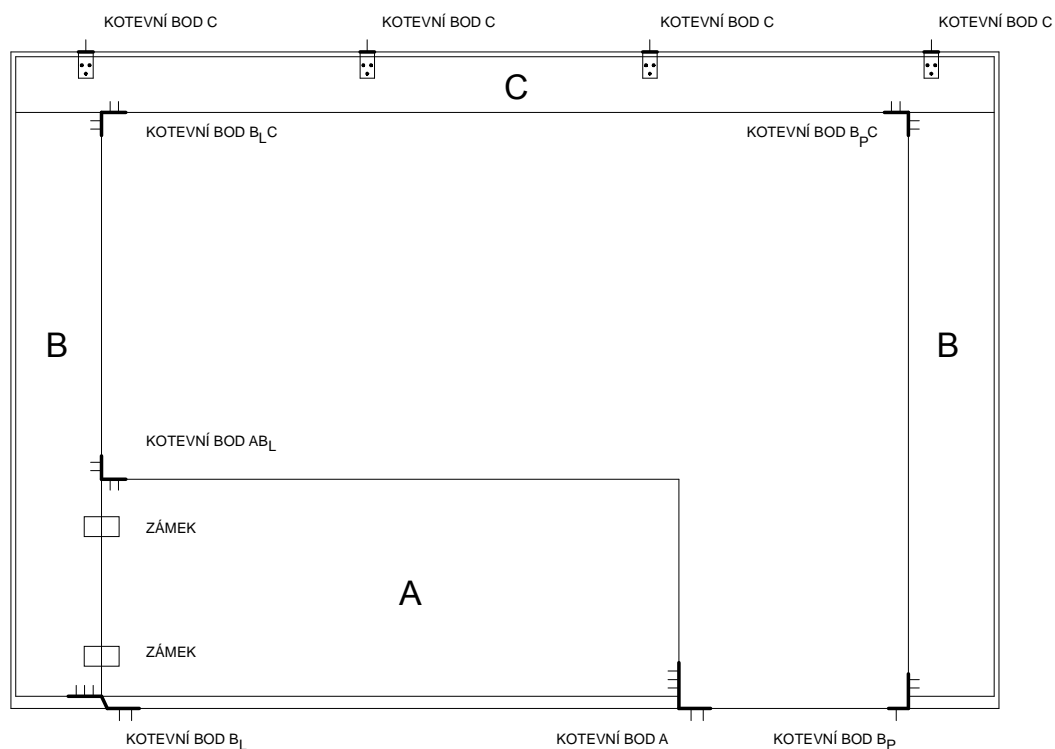 KOTEVNÍ BOD C
KOTEVNÍ BOD C
KOTEVNÍ BOD C
KOTEVNÍ BOD C
C
KOTEVNÍ BOD BLC
KOTEVNÍ BOD BPC
B
B
KOTEVNÍ BOD ABL
ZÁMEK
A
ZÁMEK
KOTEVNÍ BOD BL
KOTEVNÍ BOD A
KOTEVNÍ BOD BP